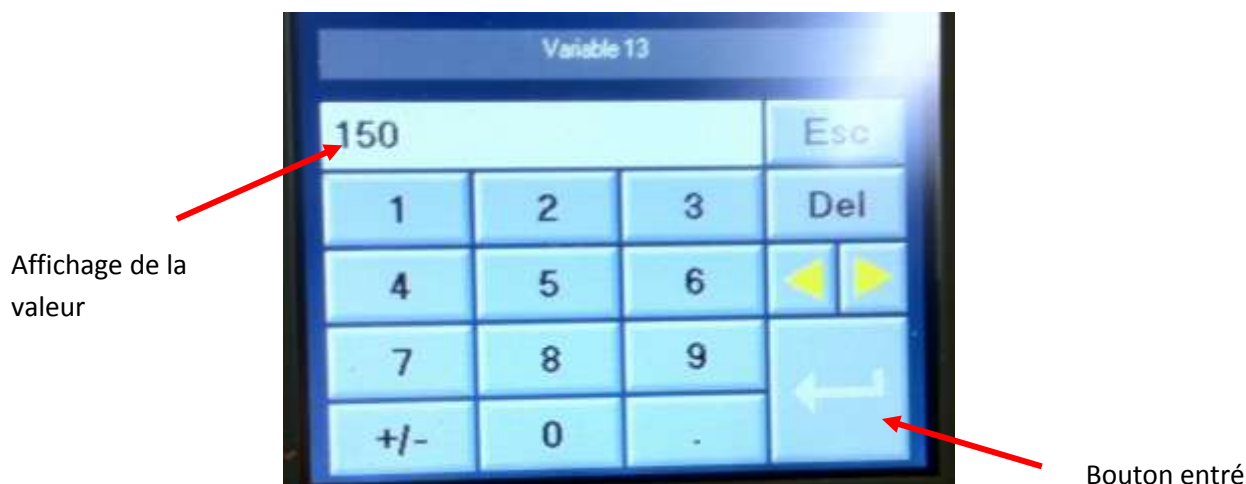 Variable 13
150
Esc
1 2 3 Del
4 5 6
7 8 9
+/- 0 .
Affichage de la
valeur
Bouton entré